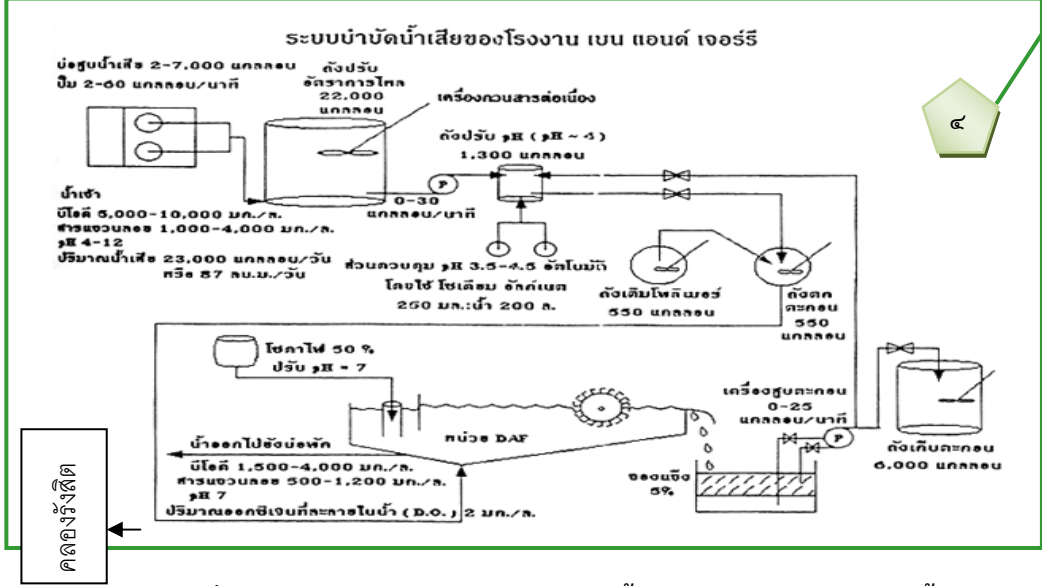 ระบบบำบัดน้ำเสียของโรงงาน เบน แอนด์ เจอร์รี
๔
บ่อสูบน้ำเสีย 2-7,000 แกลลอน
ปั๊ม 2-60 แกลลอน/นาที
ถังปรับ
อัตราการไหล
22,000
แกลลอน
เครื่องกวนสารต่อเนื่อง
ถังปรับ pH ( pH ~ 4)
1,300 แกลลอน
P
0-30
แกลลอน/นาที
น้ำเข้า
บีโอดี 5,000-10,000 มก./ล.
สารแขวนลอย 1,000-4,000 มก./ล.
pH 4-12
ปริมาณน้ำเสีย 23,000 แกลลอน/วัน
หรือ 87 ลบ.ม./วัน
ส่วนควบคุม pH 3.5-4.5 อัตโนมัติ
โดยใช้ โซเดียม อัลก์เนต
250 มล.:น้ำ 200 ล.
ถังเติมโพลิเมอร์
550 แกลลอน
ถังตก
ตะกอน
550
แกลลอน
โซดาไฟ 50 %
ปรับ pH = 7
หน่วย DAF
เครื่องสูบตะกอน
0-25
แกลลอน/นาที
P
ถังเก็บตะกอน
6,000 แกลลอน
ของแข็ง
5%
น้ำออกไปยังบ่อพัก
บีโอดี 1,500-4,000 มก./ล.
สารแขวนลอย 500-1,200 มก./ล.
pH 7
ปริมาณออกซิเจนที่ละลายในน้ำ ( D.O. ) 2 มก./ล.
คลองรังสิต